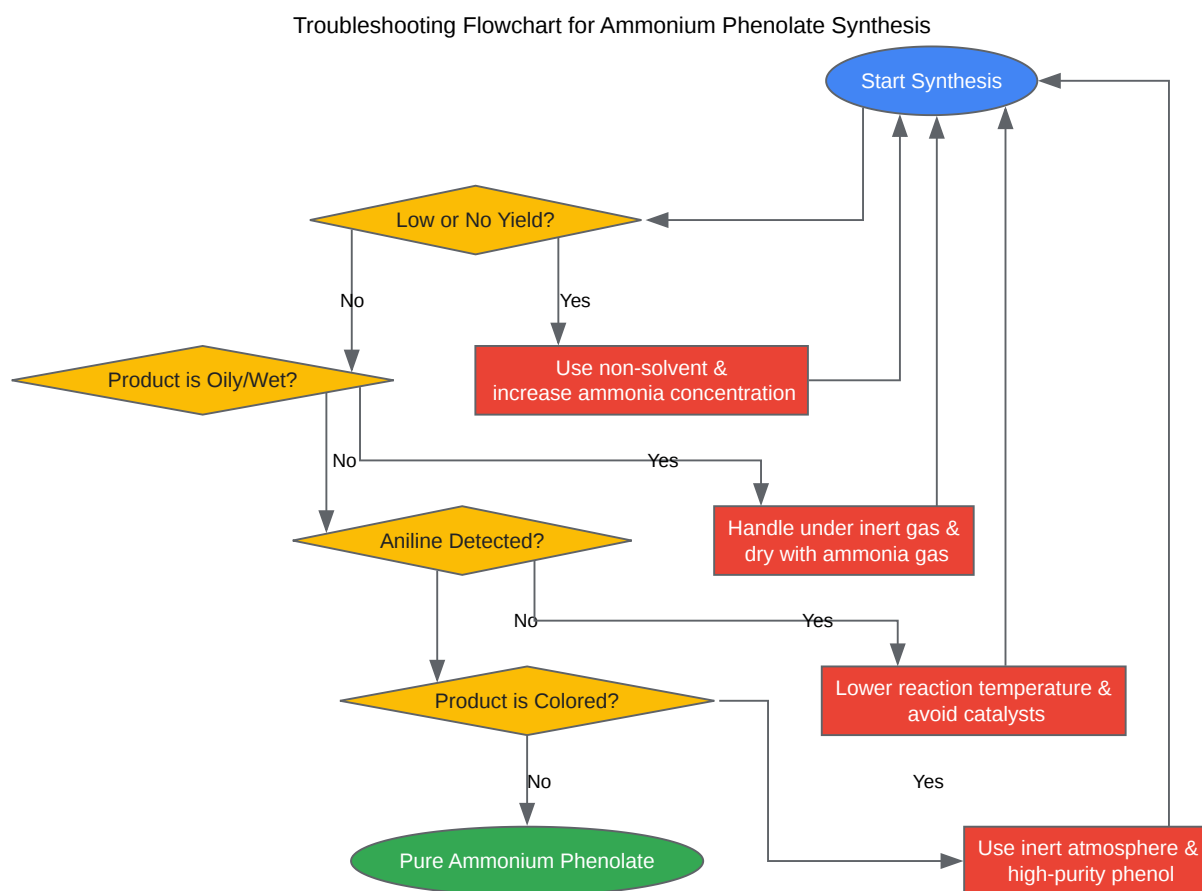 Troubleshooting Flowchart for Ammonium Phenolate Synthesis
Start Synthesis
Low or No Yield?
No
Yes
Use non-solvent &
increase ammonia concentration
Product is Oily/Wet?
No
Yes
Handle under inert gas &
dry with ammonia gas
Aniline Detected?
No
Yes
Lower reaction temperature &
avoid catalysts
Product is Colored?
No
Yes
Pure Ammonium Phenolate
Use inert atmosphere &
high-purity phenol